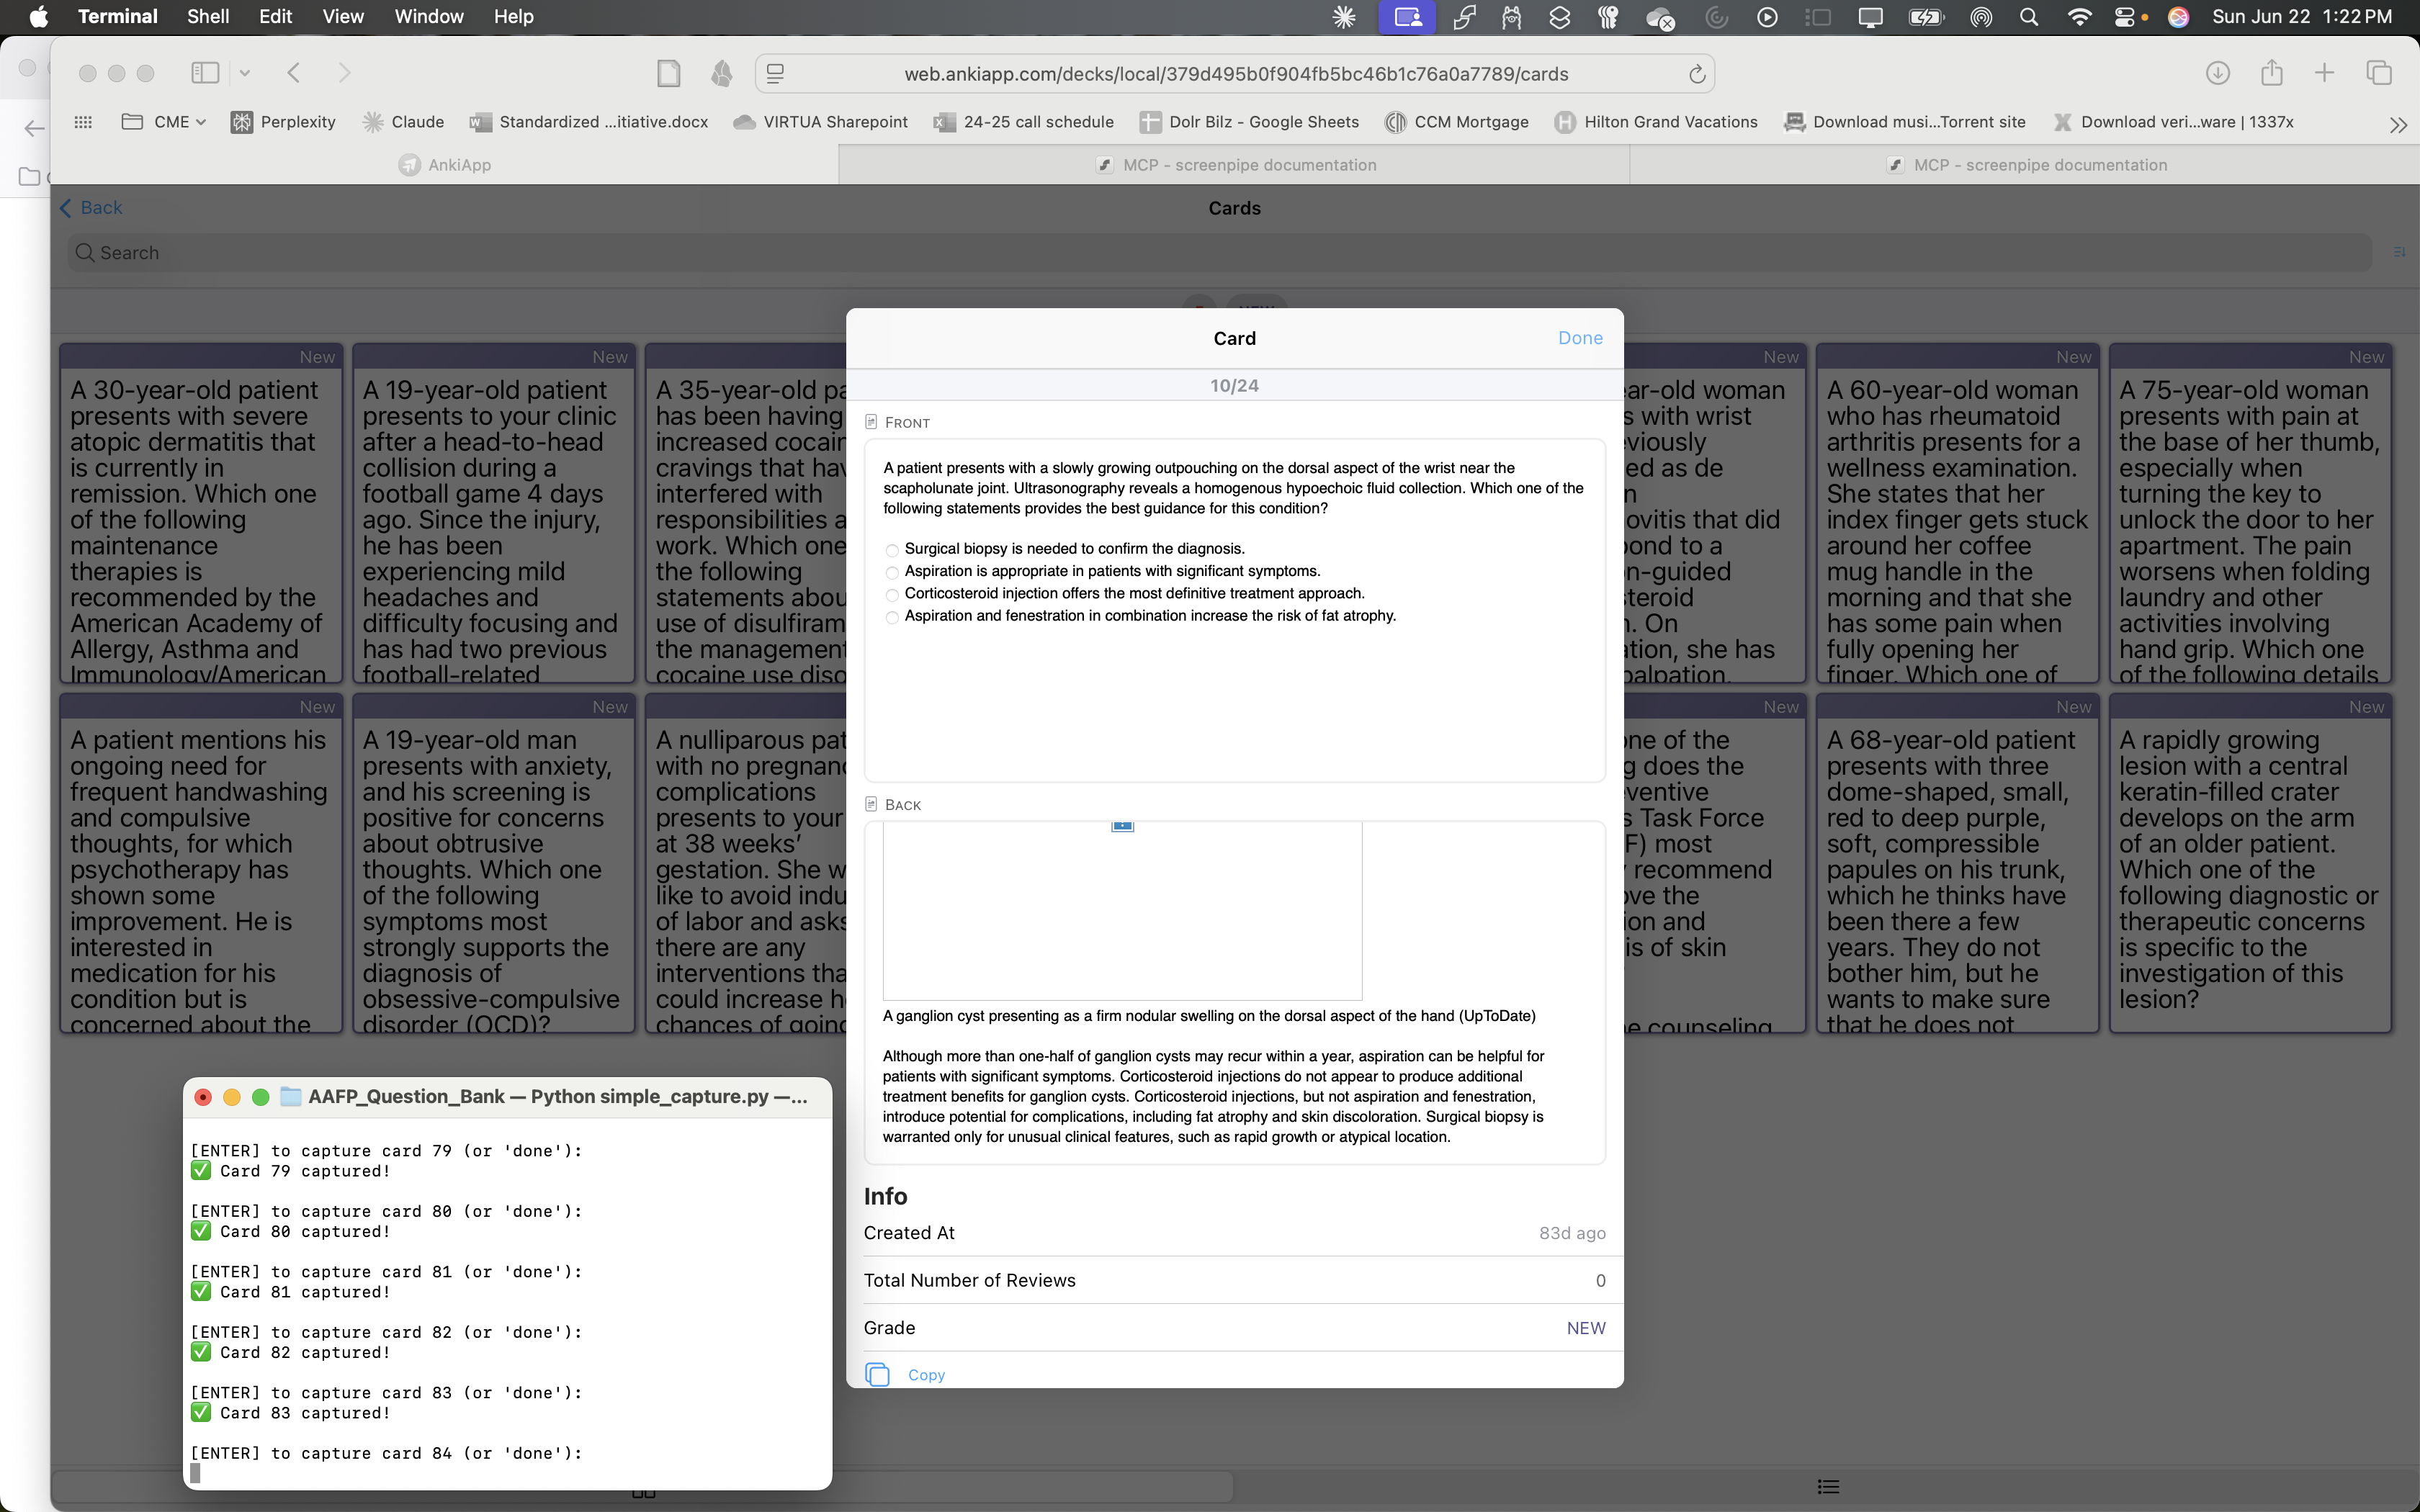 Terminal Shell Edit View Window Help
Sun Jun 22 1:22 PM
web.ankiapp.com/decks/local/379d495b0f904fb5bc46b1c76a0a7789/cards
CME Perplexity Claude Standardized ...itiative.docx VIRTUA Sharepoint 24-25 call schedule Dolr Bilz - Google Sheets CCM Mortgage Hilton Grand Vacations Download musi...Torrent site Download veri...ware | 1337x
AnkiApp MCP - screenpipe documentation MCP - screenpipe documentation
Back Cards
Search
New
A 30-year-old patient
presents with severe
atopic dermatitis that
is currently in
remission. Which one
of the following
maintenance
therapies is
recommended by the
American Academy of
Allergy, Asthma and
Immunology/American
New
A 19-year-old patient
presents to your clinic
after a head-to-head
collision during a
football game 4 days
ago. Since the injury,
he has been
experiencing mild
headaches and
difficulty focusing and
has had two previous
football-related
A 35-year-old pa
has been having
increased cocain
cravings that hav
interfered with
responsibilities a
work. Which one
the following
statements abou
use of disulfiram
the management
cocaine use diso
Card
Done
10/24
FRONT
A patient presents with a slowly growing outpouching on the dorsal aspect of the wrist near the
scapholunate joint. Ultrasonography reveals a homogenous hypoechoic fluid collection. Which one of the
following statements provides the best guidance for this condition?
Surgical biopsy is needed to confirm the diagnosis.
Aspiration is appropriate in patients with significant symptoms.
Corticosteroid injection offers the most definitive treatment approach.
Aspiration and fenestration in combination increase the risk of fat atrophy.
BACK
A ganglion cyst presenting as a firm nodular swelling on the dorsal aspect of the hand (UpToDate)
Although more than one-half of ganglion cysts may recur within a year, aspiration can be helpful for
patients with significant symptoms. Corticosteroid injections do not appear to produce additional
treatment benefits for ganglion cysts. Corticosteroid injections, but not aspiration and fenestration,
introduce potential for complications, including fat atrophy and skin discoloration. Surgical biopsy is
warranted only for unusual clinical features, such as rapid growth or atypical location.
Info
Created At 83d ago
Total Number of Reviews 0
Grade NEW
Copy
New
ar-old woman
s with wrist
viously
ed as de
n
ovitis that did
ond to a
n-guided
teroid
n. On
ation, she has
palpation.
New
A 60-year-old woman
who has rheumatoid
arthritis presents for a
wellness examination.
She states that her
index finger gets stuck
around her coffee
mug handle in the
morning and that she
has some pain when
fully opening her
finger. Which one of
New
A 75-year-old woman
presents with pain at
the base of her thumb,
especially when
turning the key to
unlock the door to her
apartment. The pain
worsens when folding
laundry and other
activities involving
hand grip. Which one
of the following details
New
A patient mentions his
ongoing need for
frequent handwashing
and compulsive
thoughts, for which
psychotherapy has
shown some
improvement. He is
interested in
medication for his
condition but is
concerned about the
New
A 19-year-old man
presents with anxiety,
and his screening is
positive for concerns
about obtrusive
thoughts. Which one
of the following
symptoms most
strongly supports the
diagnosis of
obsessive-compulsive
disorder (OCD)?
A nulliparous pat
with no pregnanc
complications
presents to your
at 38 weeks'
gestation. She w
like to avoid indu
of labor and asks
there are any
interventions tha
could increase h
chances of going
New
one of the
g does the
ventive
s Task Force
F) most
recommend
ve the
ion and
is of skin
e counseling
New
A 68-year-old patient
presents with three
dome-shaped, small,
red to deep purple,
soft, compressible
papules on his trunk,
which he thinks have
been there a few
years. They do not
bother him, but he
wants to make sure
that he does not
New
A rapidly growing
lesion with a central
keratin-filled crater
develops on the arm
of an older patient.
Which one of the
following diagnostic or
therapeutic concerns
is specific to the
investigation of this
lesion?
AAFP_Question_Bank — Python simple_capture.py —...
[ENTER] to capture card 79 (or 'done'):
✅ Card 79 captured!
[ENTER] to capture card 80 (or 'done'):
✅ Card 80 captured!
[ENTER] to capture card 81 (or 'done'):
✅ Card 81 captured!
[ENTER] to capture card 82 (or 'done'):
✅ Card 82 captured!
[ENTER] to capture card 83 (or 'done'):
✅ Card 83 captured!
[ENTER] to capture card 84 (or 'done'):